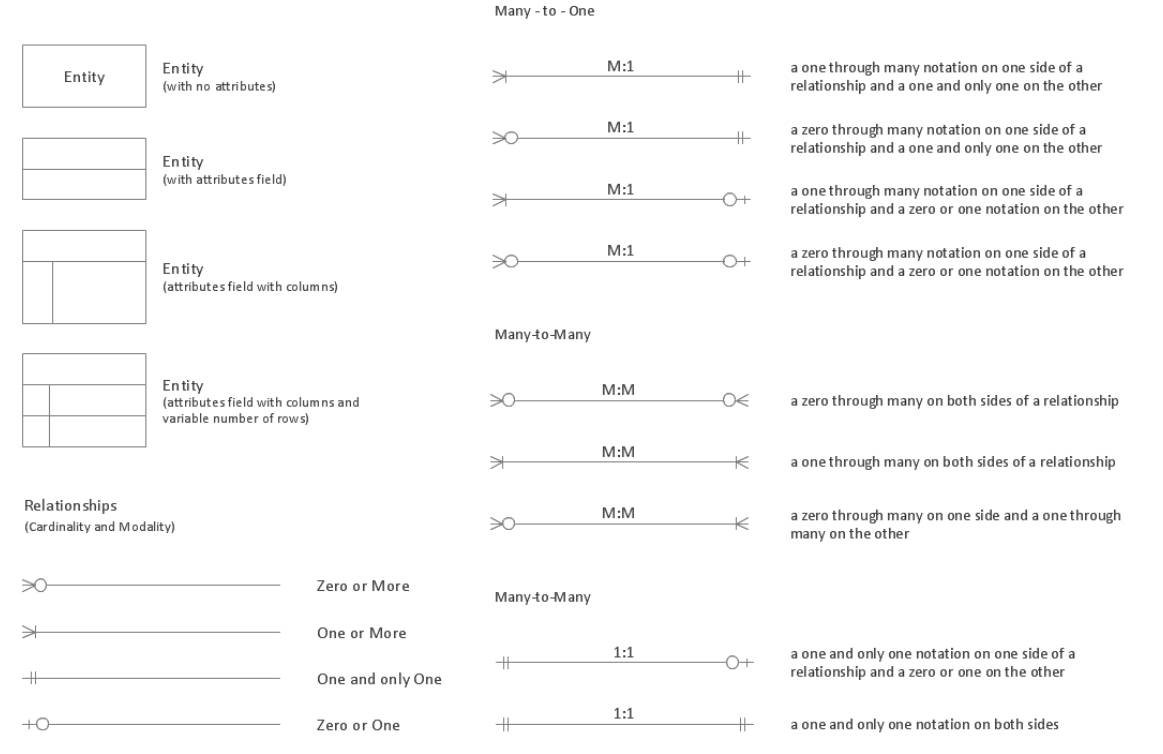 Entity
Entity
(with no attributes)
Entity
(with attributes field)
Entity
(attributes field with columns)
Entity
(attributes field with columns and
variable number of rows)
Relationships
(Cardinality and Modality)
Zero or More
One or More
One and only One
Zero or One
Many - to - One
M:1
a one through many notation on one side of a
relationship and a one and only one on the other
M:1
a zero through many notation on one side of a
relationship and a one and only one on the other
M:1
a one through many notation on one side of a
relationship and a zero or one notation on the other
M:1
a zero through many notation on one side of a
relationship and a zero or one notation on the other
Many-to-Many
M:M
a zero through many on both sides of a relationship
M:M
a one through many on both sides of a relationship
M:M
a zero through many on one side and a one through
many on the other
Many-to-Many
1:1
a one and only one notation on one side of a
relationship and a zero or one on the other
1:1
a one and only one notation on both sides